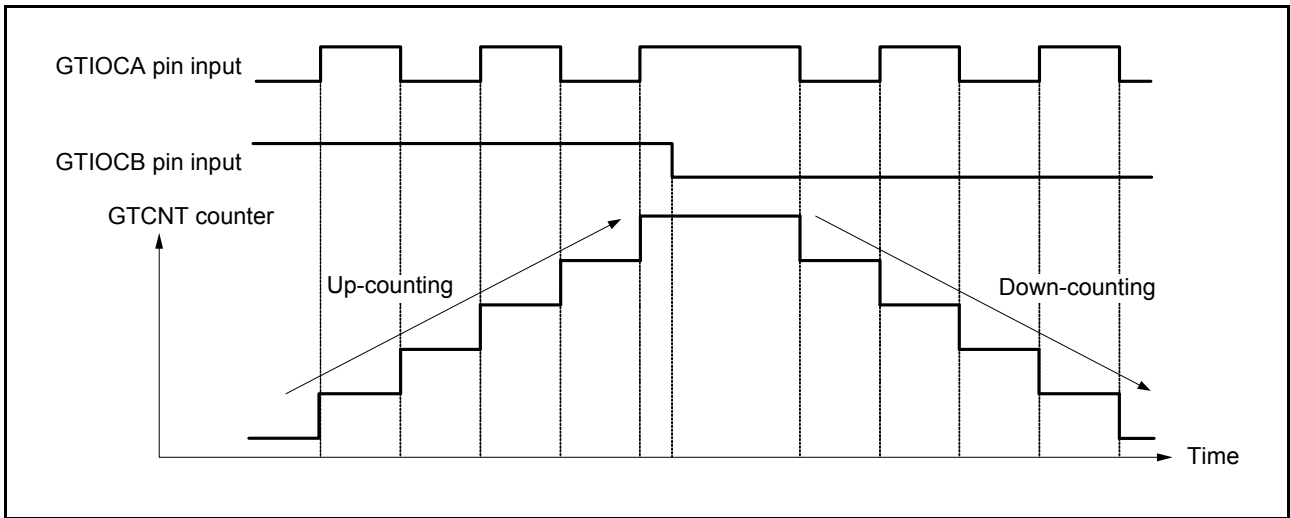 GTIOCA pin input
GTIOCB pin input
GTCNT counter
Up-counting
Down-counting
Time